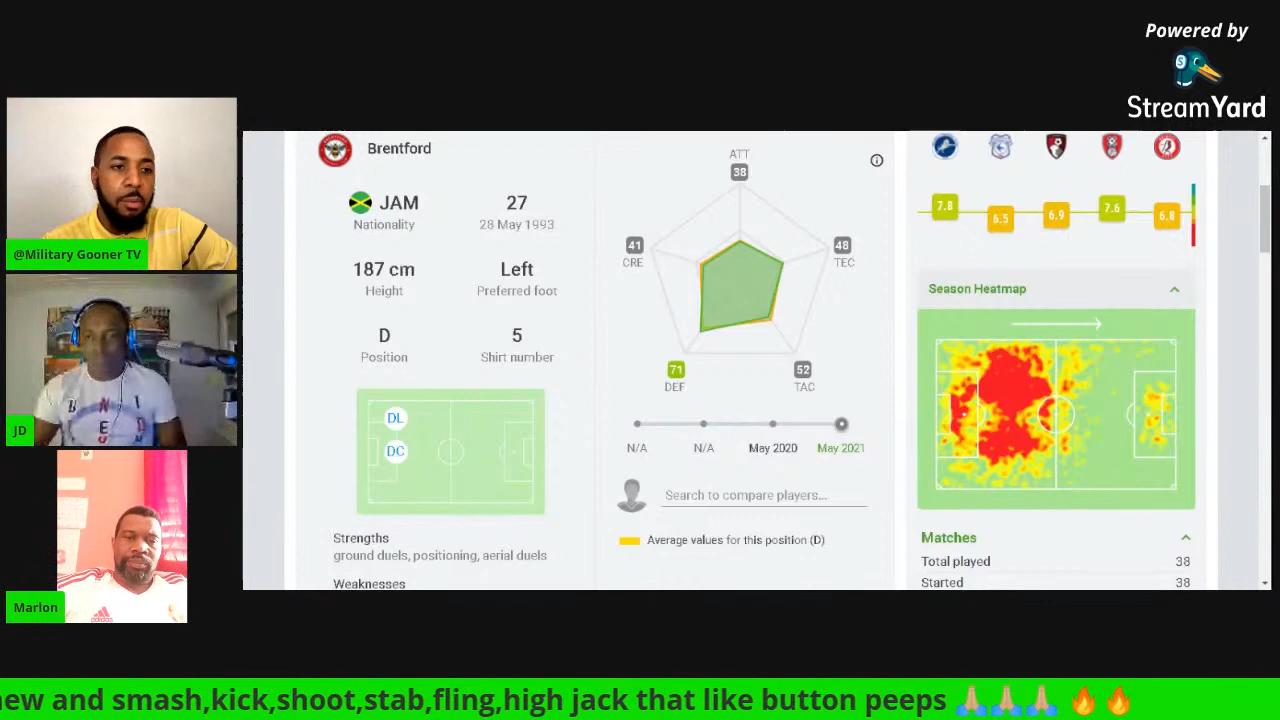 Powered by
StreamYard
@Military Gooner TV
JD
Marlon
Brentford
JAM
Nationality
27
28 May 1993
187 cm
Height
Left
Preferred foot
D
Position
5
Shirt number
DL
DC
Strengths
ground duels, positioning, aerial duels
Weaknesses
ATT
38
41
CRE
48
TEC
71
DEF
52
TAC
N/A
N/A
May 2020
May 2021
Search to compare players...
Average values for this position (D)
7.8
6.5
6.9
7.6
6.8
Season Heatmap
Matches
Total played
38
Started
38
new and smash,kick,shoot,stab,fling,high jack that like button peeps 🙏🏼🙏🏼🙏🏼 🔥🔥